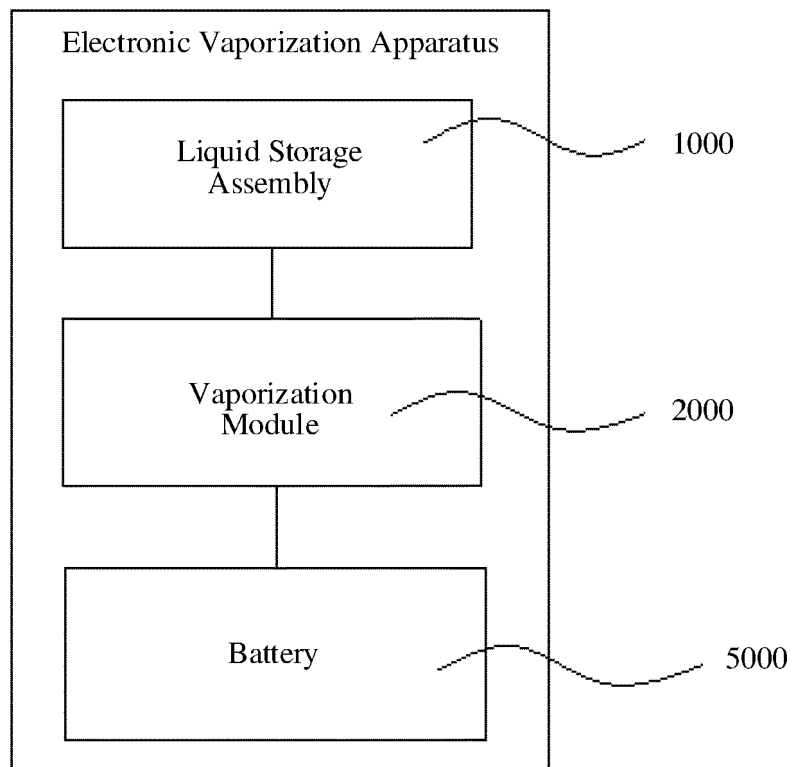 Electronic Vaporization Apparatus
Liquid Storage
Assembly
1000
Vaporization
Module
2000
Battery
5000